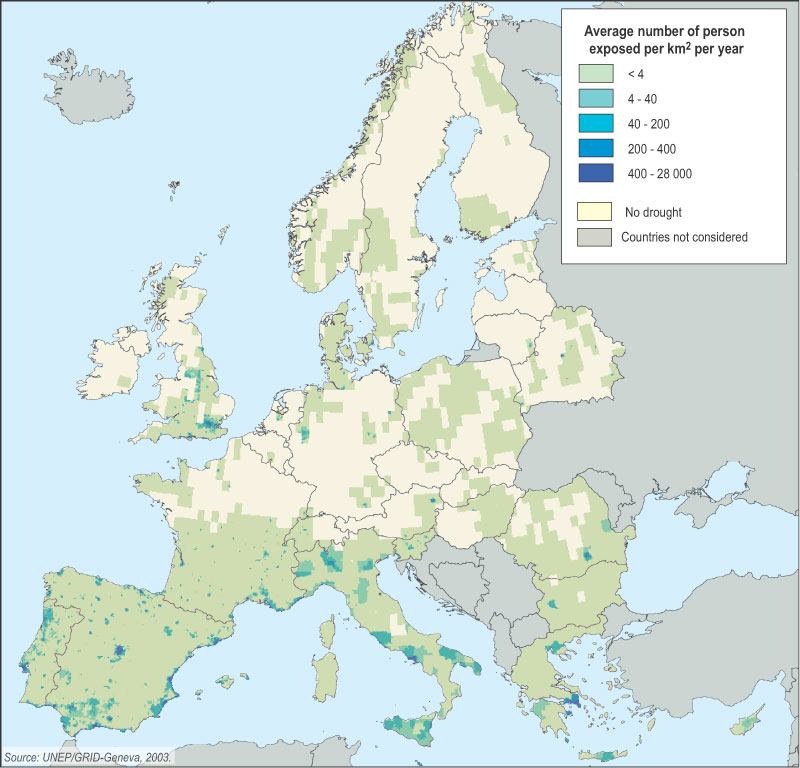 Average number of person
exposed per km² per year
< 4
4 - 40
40 - 200
200 - 400
400 - 28 000
No drought
Countries not considered
Source: UNEP/GRID-Geneva, 2003.